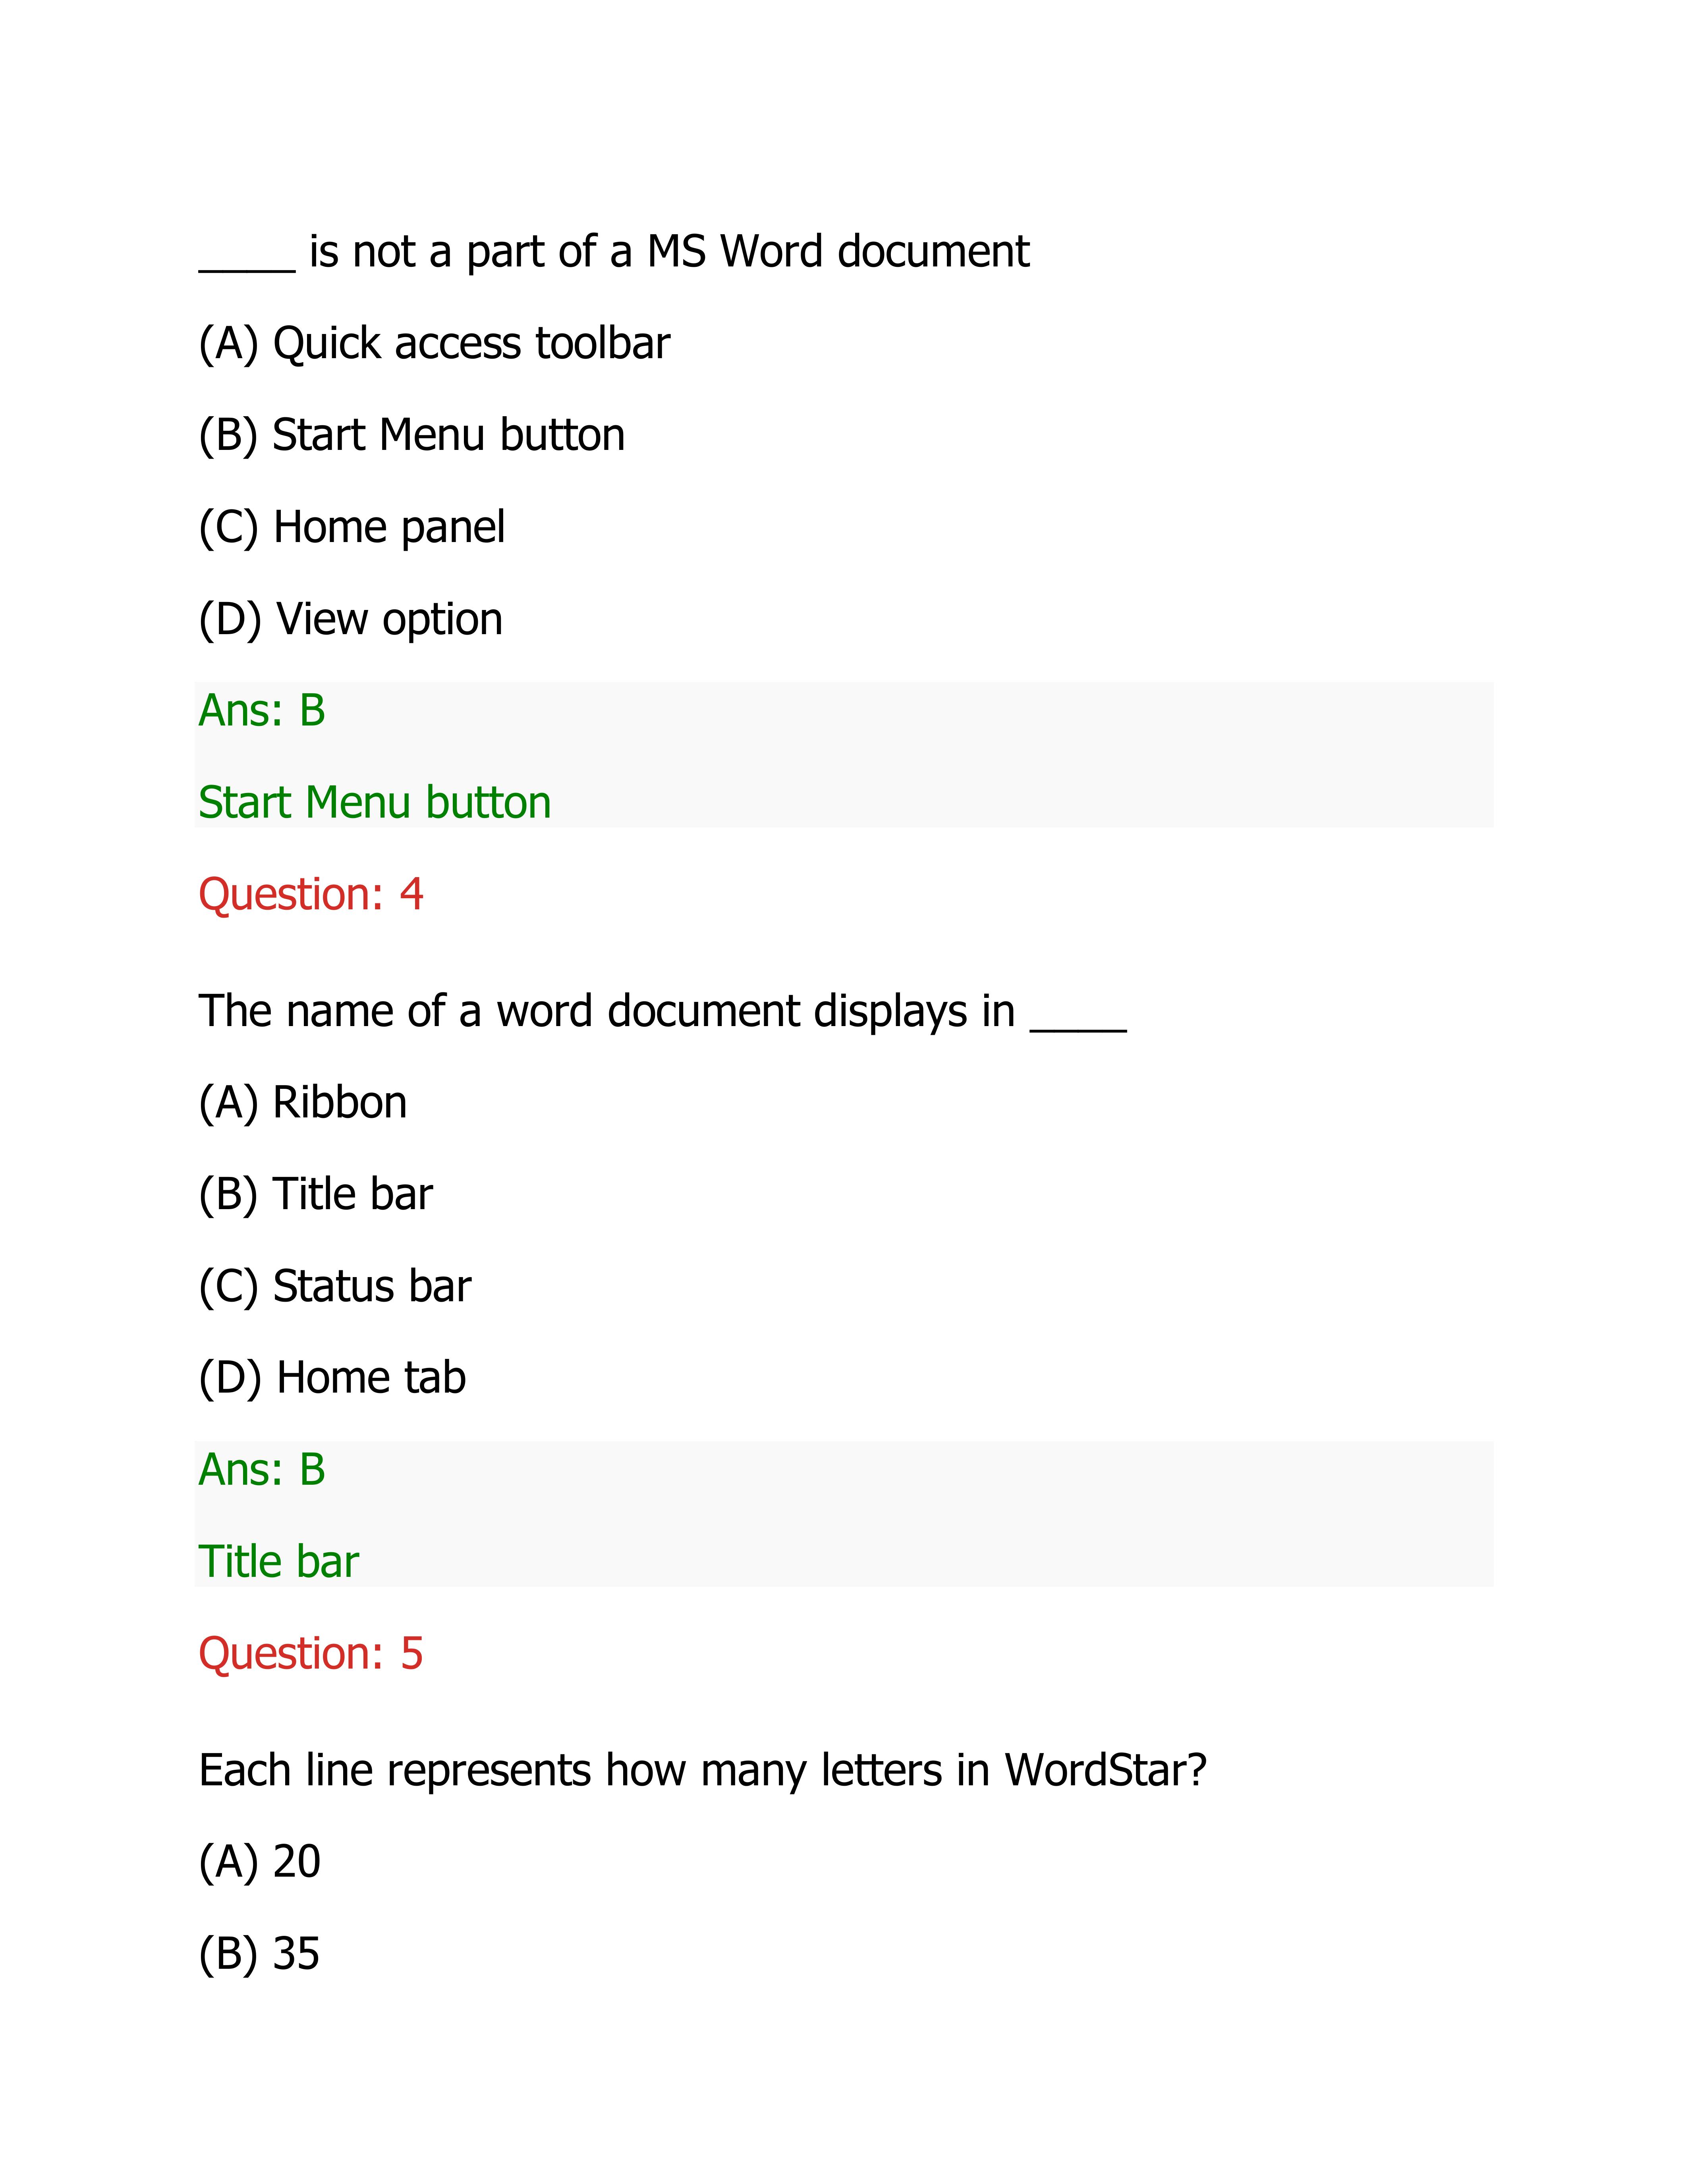 _____ is not a part of a MS Word document
(A) Quick access toolbar
(B) Start Menu button
(C) Home panel
(D) View option
Ans: B
Start Menu button
Question: 4
The name of a word document displays in _____
(A) Ribbon
(B) Title bar
(C) Status bar
(D) Home tab
Ans: B
Title bar
Question: 5
Each line represents how many letters in WordStar?
(A) 20
(B) 35